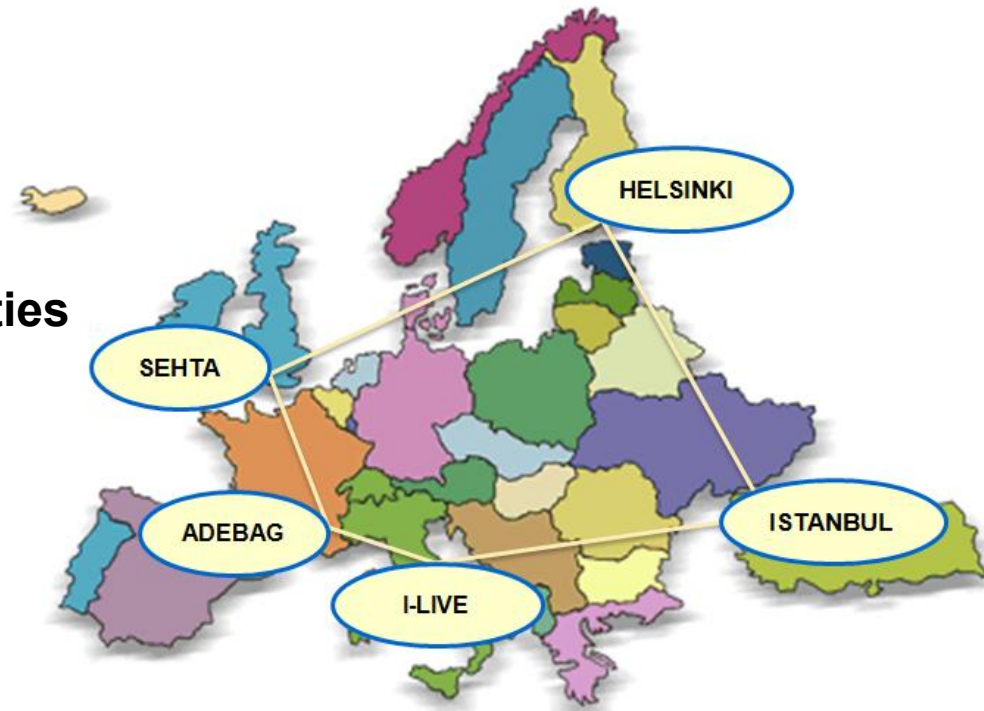 HELSINKI
ties
SEHTA
ADEBAG
ISTANBUL
I-LIVE